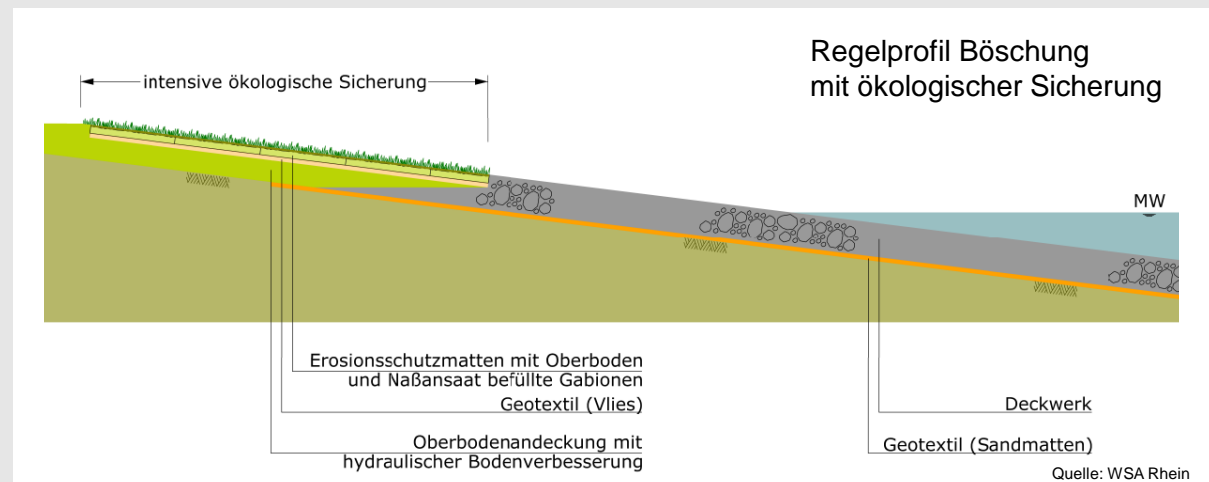 Regelprofil Böschung
mit ökologischer Sicherung
intensive ökologische Sicherung
MW
Erosionsschutzmatten mit Oberboden
und Naßansaat befüllte Gabionen
Geotextil (Vlies)
Oberbodenandeckung mit
hydraulischer Bodenverbesserung
Deckwerk
Geotextil (Sandmatten)
Quelle: WSA Rhein